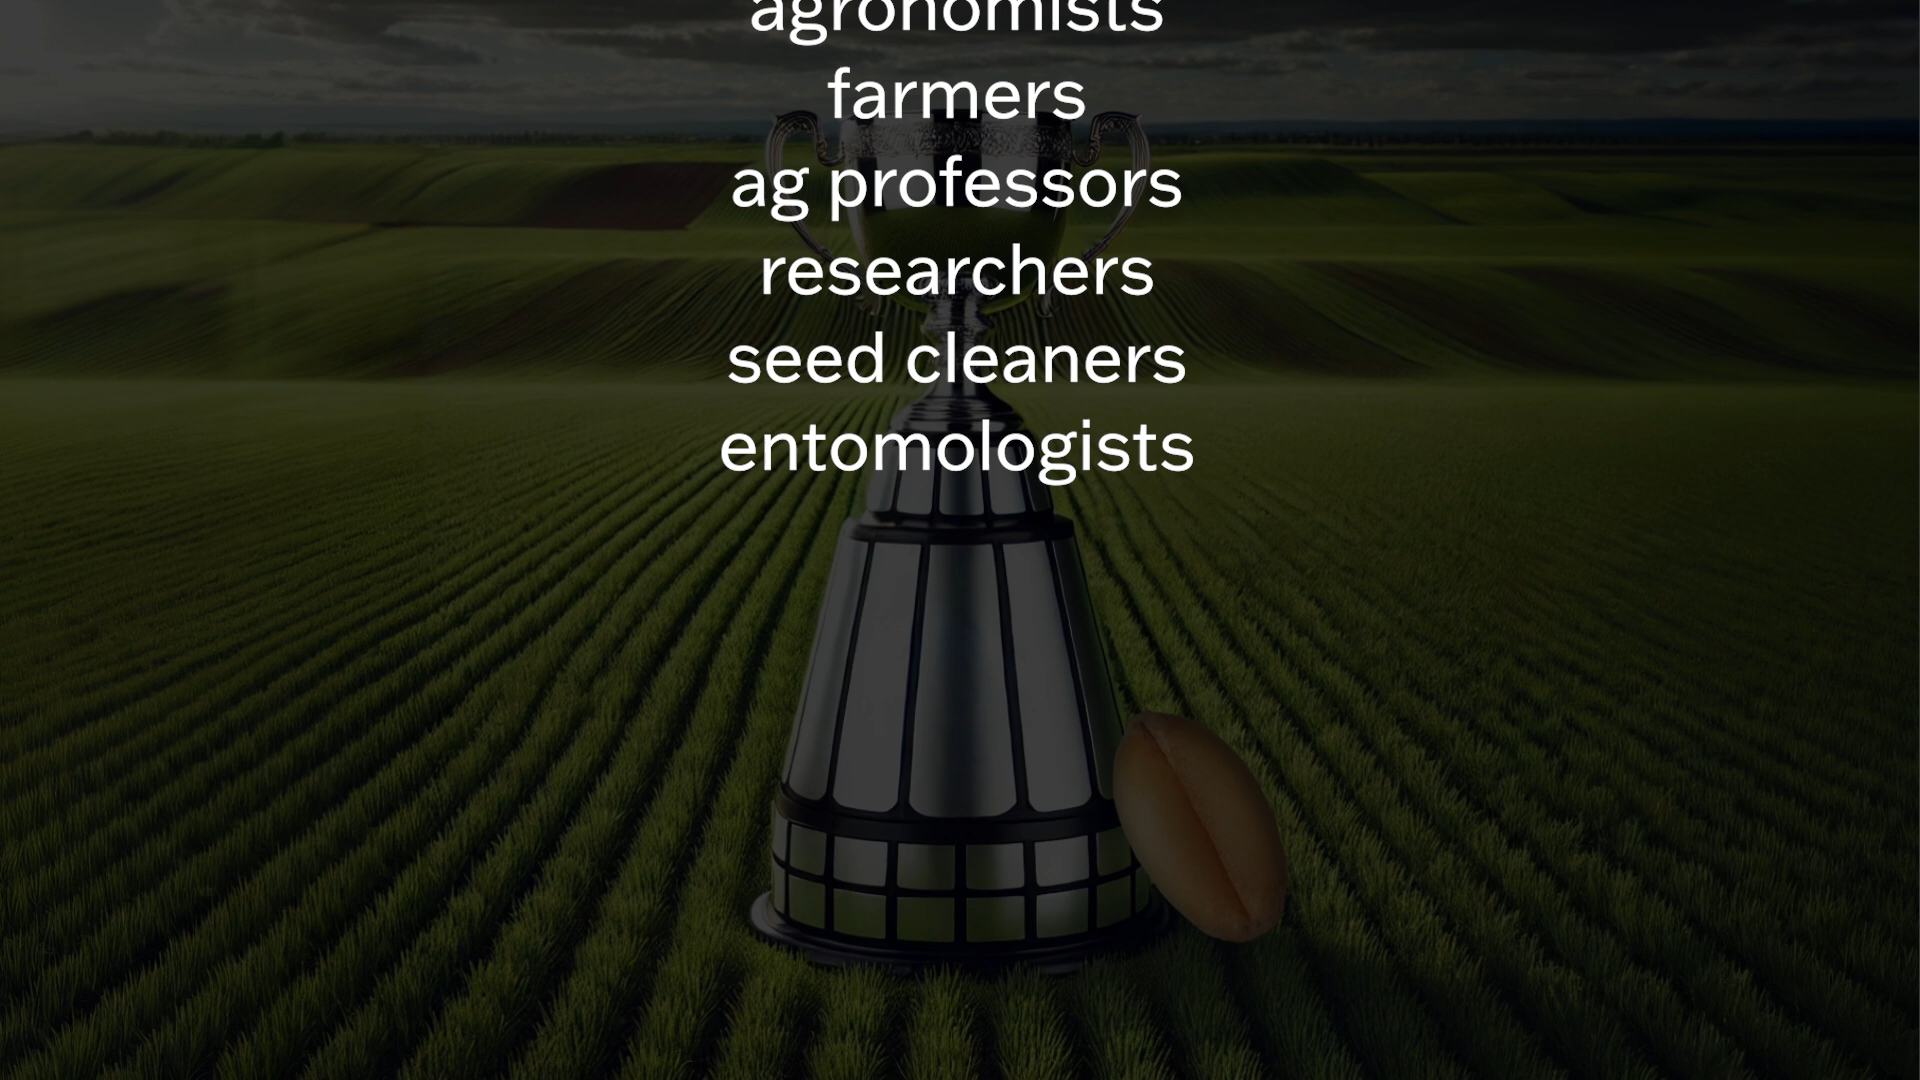 agronomists
farmers
ag professors
researchers
seed cleaners
entomologists